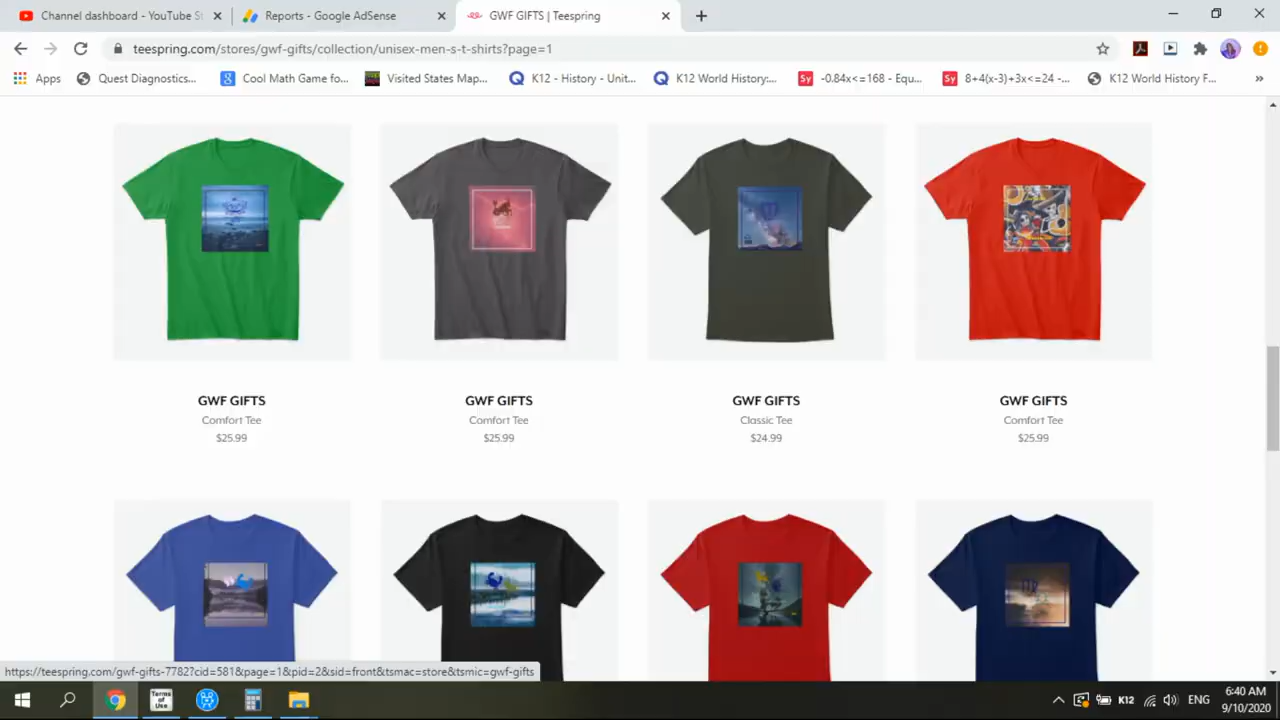 Channel dashboard - YouTube St
Reports - Google AdSense
GWF GIFTS | Teespring
teespring.com/stores/gwf-gifts/collection/unisex-men-s-t-shirts?page=1
Apps
Quest Diagnostics...
Cool Math Game fo...
Visited States Map...
K12 - History - Unit...
K12 World History:...
Sy -0.84x<=168 - Equ...
Sy 8+4(x-3)+3x<=24 -...
K12 World History F...
GWF GIFTS
Comfort Tee
$25.99
GWF GIFTS
Comfort Tee
$25.99
GWF GIFTS
Classic Tee
$24.99
GWF GIFTS
Comfort Tee
$25.99
https://teespring.com/gwf-gifts-7782?cid=581&page=1&pid=2&sid=front&tsmac=store&tsmic=gwf-gifts
Terms
of
Use
K12
ENG
6:40 AM
9/10/2020